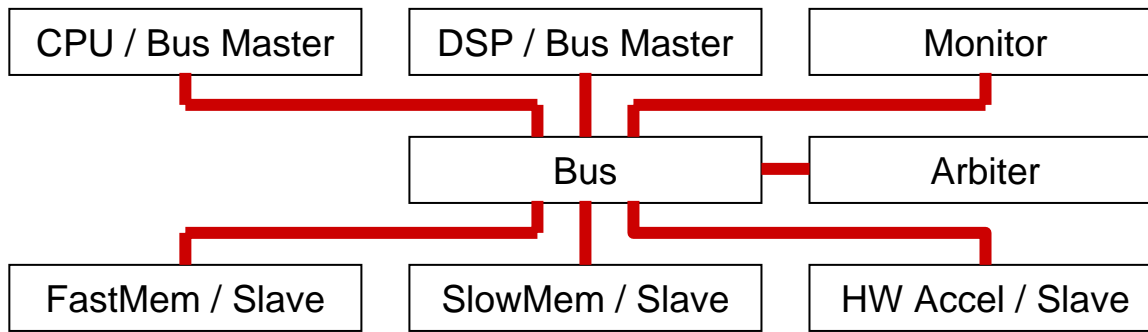 CPU / Bus Master
DSP / Bus Master
Monitor
Bus
Arbiter
FastMem / Slave
SlowMem / Slave
HW Accel / Slave